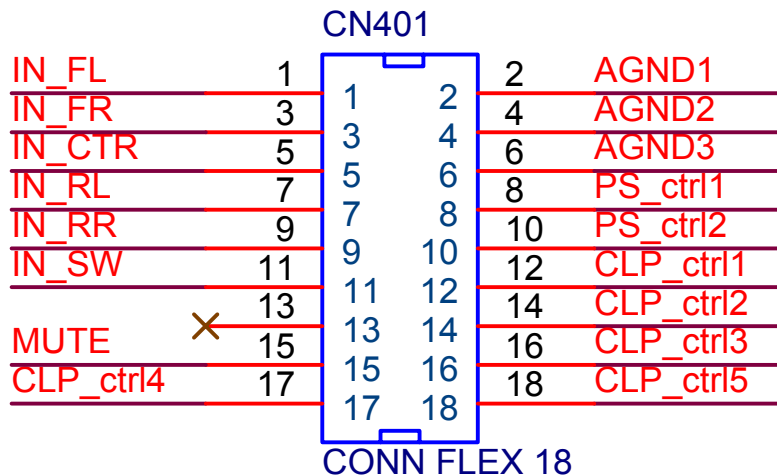 CN401
IN_FL 1 1 2 2 AGND1
IN_FR 3 3 4 4 AGND2
IN_CTR 5 5 6 6 AGND3
IN_RL 7 7 8 8 PS_ctrl1
IN_RR 9 9 10 10 PS_ctrl2
IN_SW 11 11 12 12 CLP_ctrl1
13 13 14 14 CLP_ctrl2
MUTE 15 15 16 16 CLP_ctrl3
CLP_ctrl4 17 17 18 18 CLP_ctrl5
CONN FLEX 18